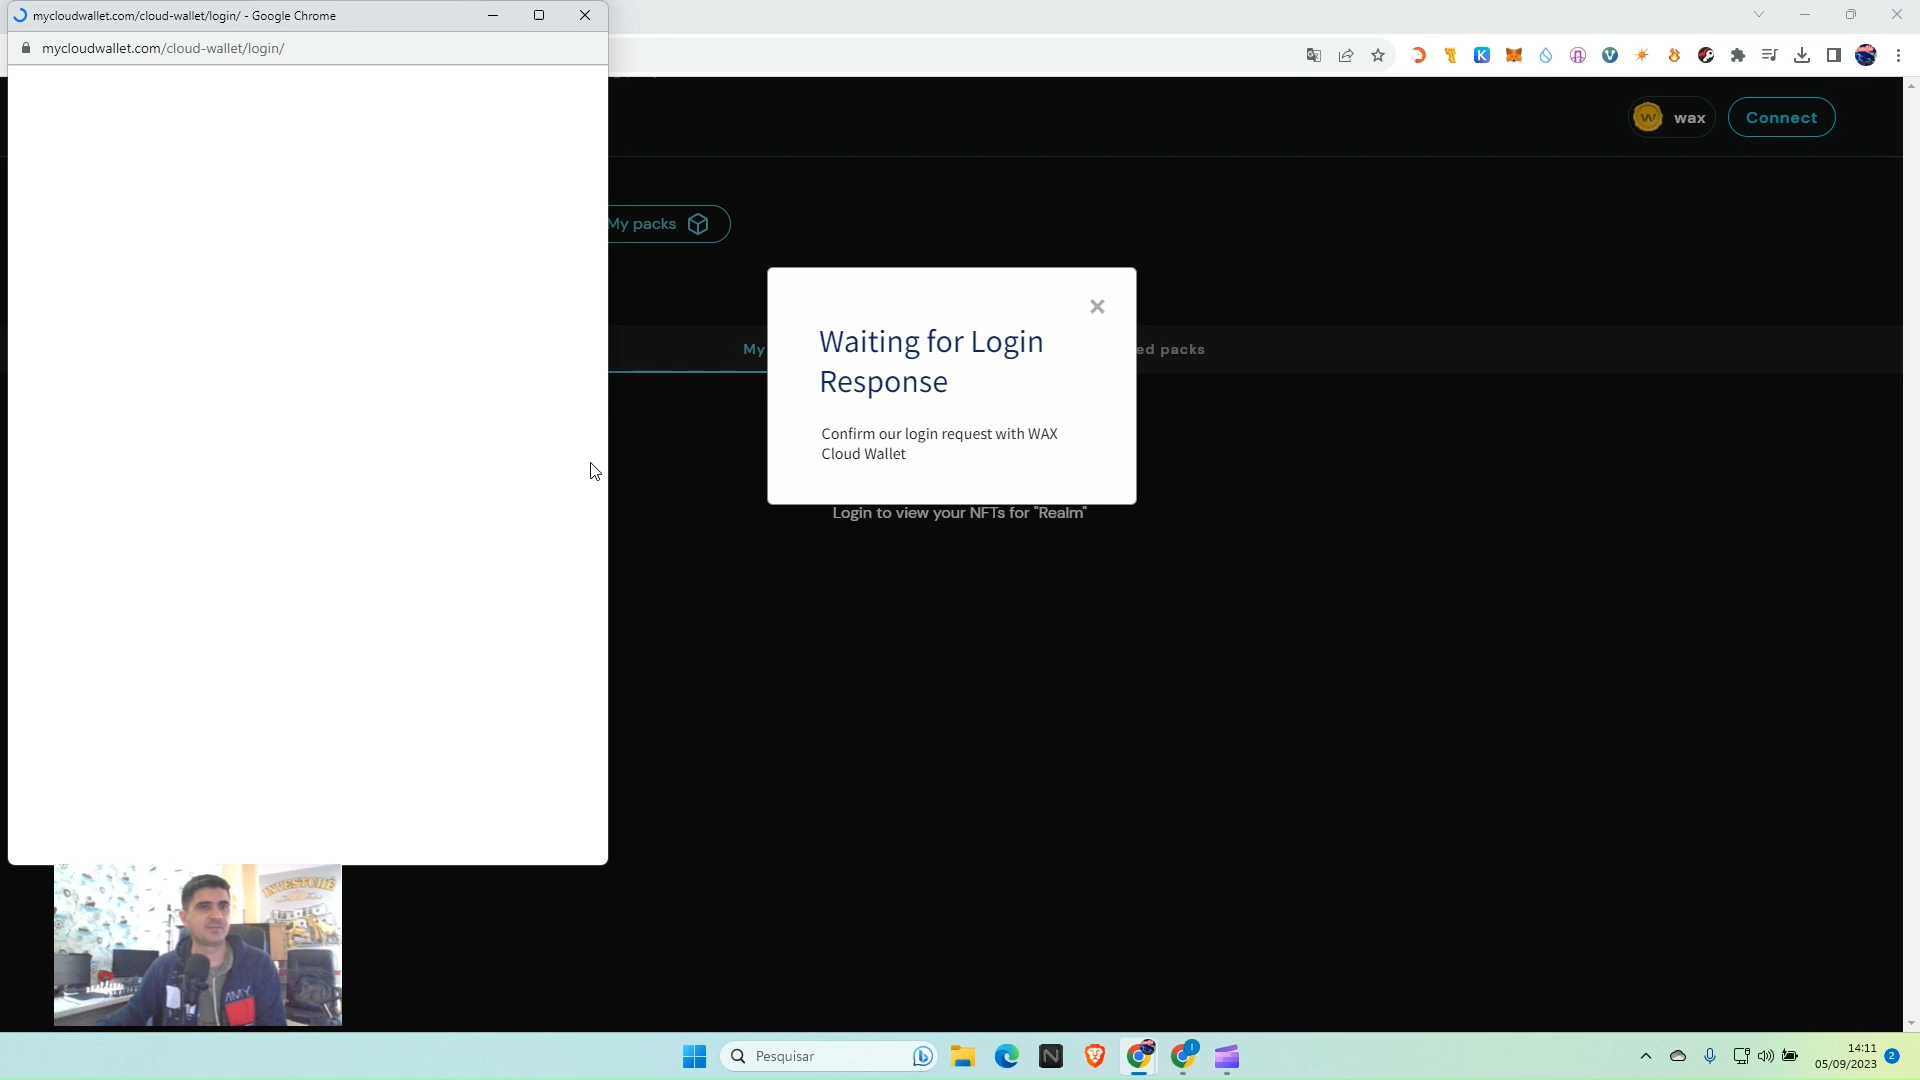 mycloudwallet.com/cloud-wallet/login/ - Google Chrome
mycloudwallet.com/cloud-wallet/login/
wax
Connect
My packs
My
ed packs
Waiting for Login
Response
Confirm our login request with WAX
Cloud Wallet
Login to view your NFTs for "Realm"
INVESTCHÊ
AMY
Pesquisar
14:11
05/09/2023
2